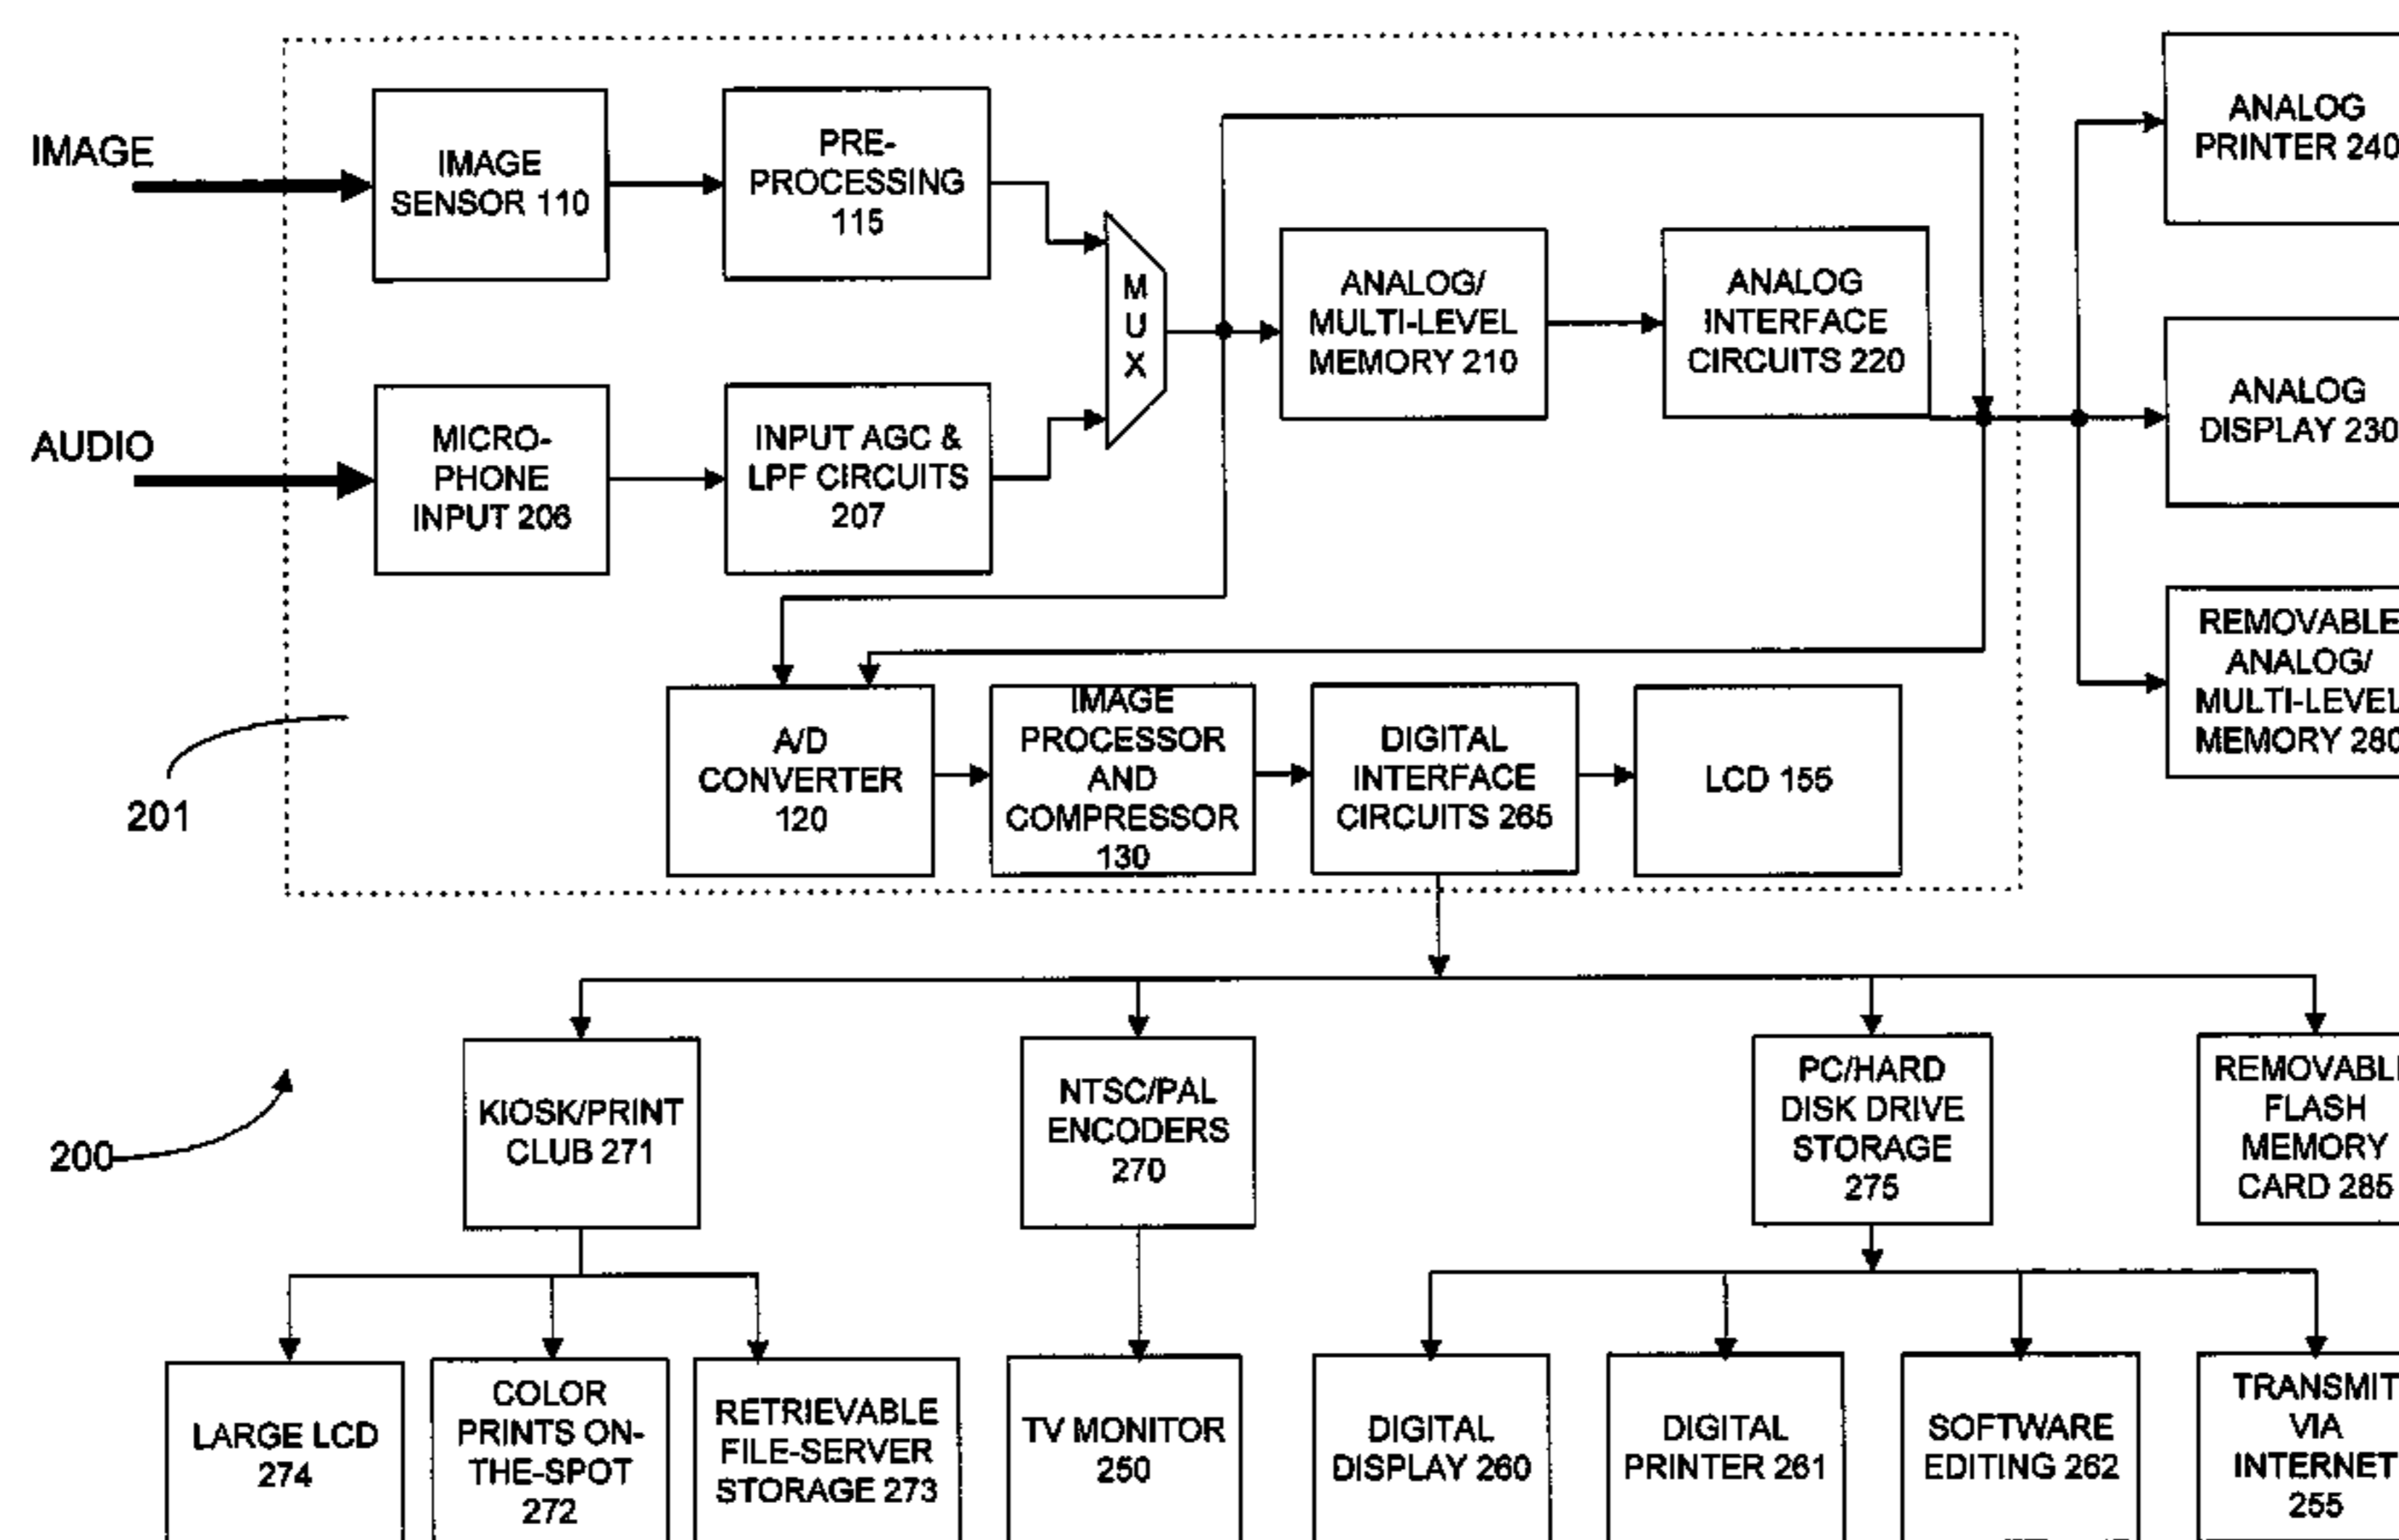 IMAGE
IMAGE
SENSOR 110
PRE-
PROCESSING
115
M
U
X
ANALOG/
MULTI-LEVEL
MEMORY 210
ANALOG
INTERFACE
CIRCUITS 220
ANALOG
PRINTER 240
AUDIO
MICRO-
PHONE
INPUT 206
INPUT AGC &
LPF CIRCUITS
207
ANALOG
DISPLAY 230
REMOVABLE
ANALOG/
MULTI-LEVEL
MEMORY 280
A/D
CONVERTER
120
IMAGE
PROCESSOR
AND
COMPRESSOR
130
DIGITAL
INTERFACE
CIRCUITS 265
LCD 155
201
200
KIOSK/PRINT
CLUB 271
NTSC/PAL
ENCODERS
270
PC/HARD
DISK DRIVE
STORAGE
275
REMOVABLE
FLASH
MEMORY
CARD 285
LARGE LCD
274
COLOR
PRINTS ON-
THE-SPOT
272
RETRIEVABLE
FILE-SERVER
STORAGE 273
TV MONITOR
250
DIGITAL
DISPLAY 260
DIGITAL
PRINTER 261
SOFTWARE
EDITING 262
TRANSMIT
VIA
INTERNET
255